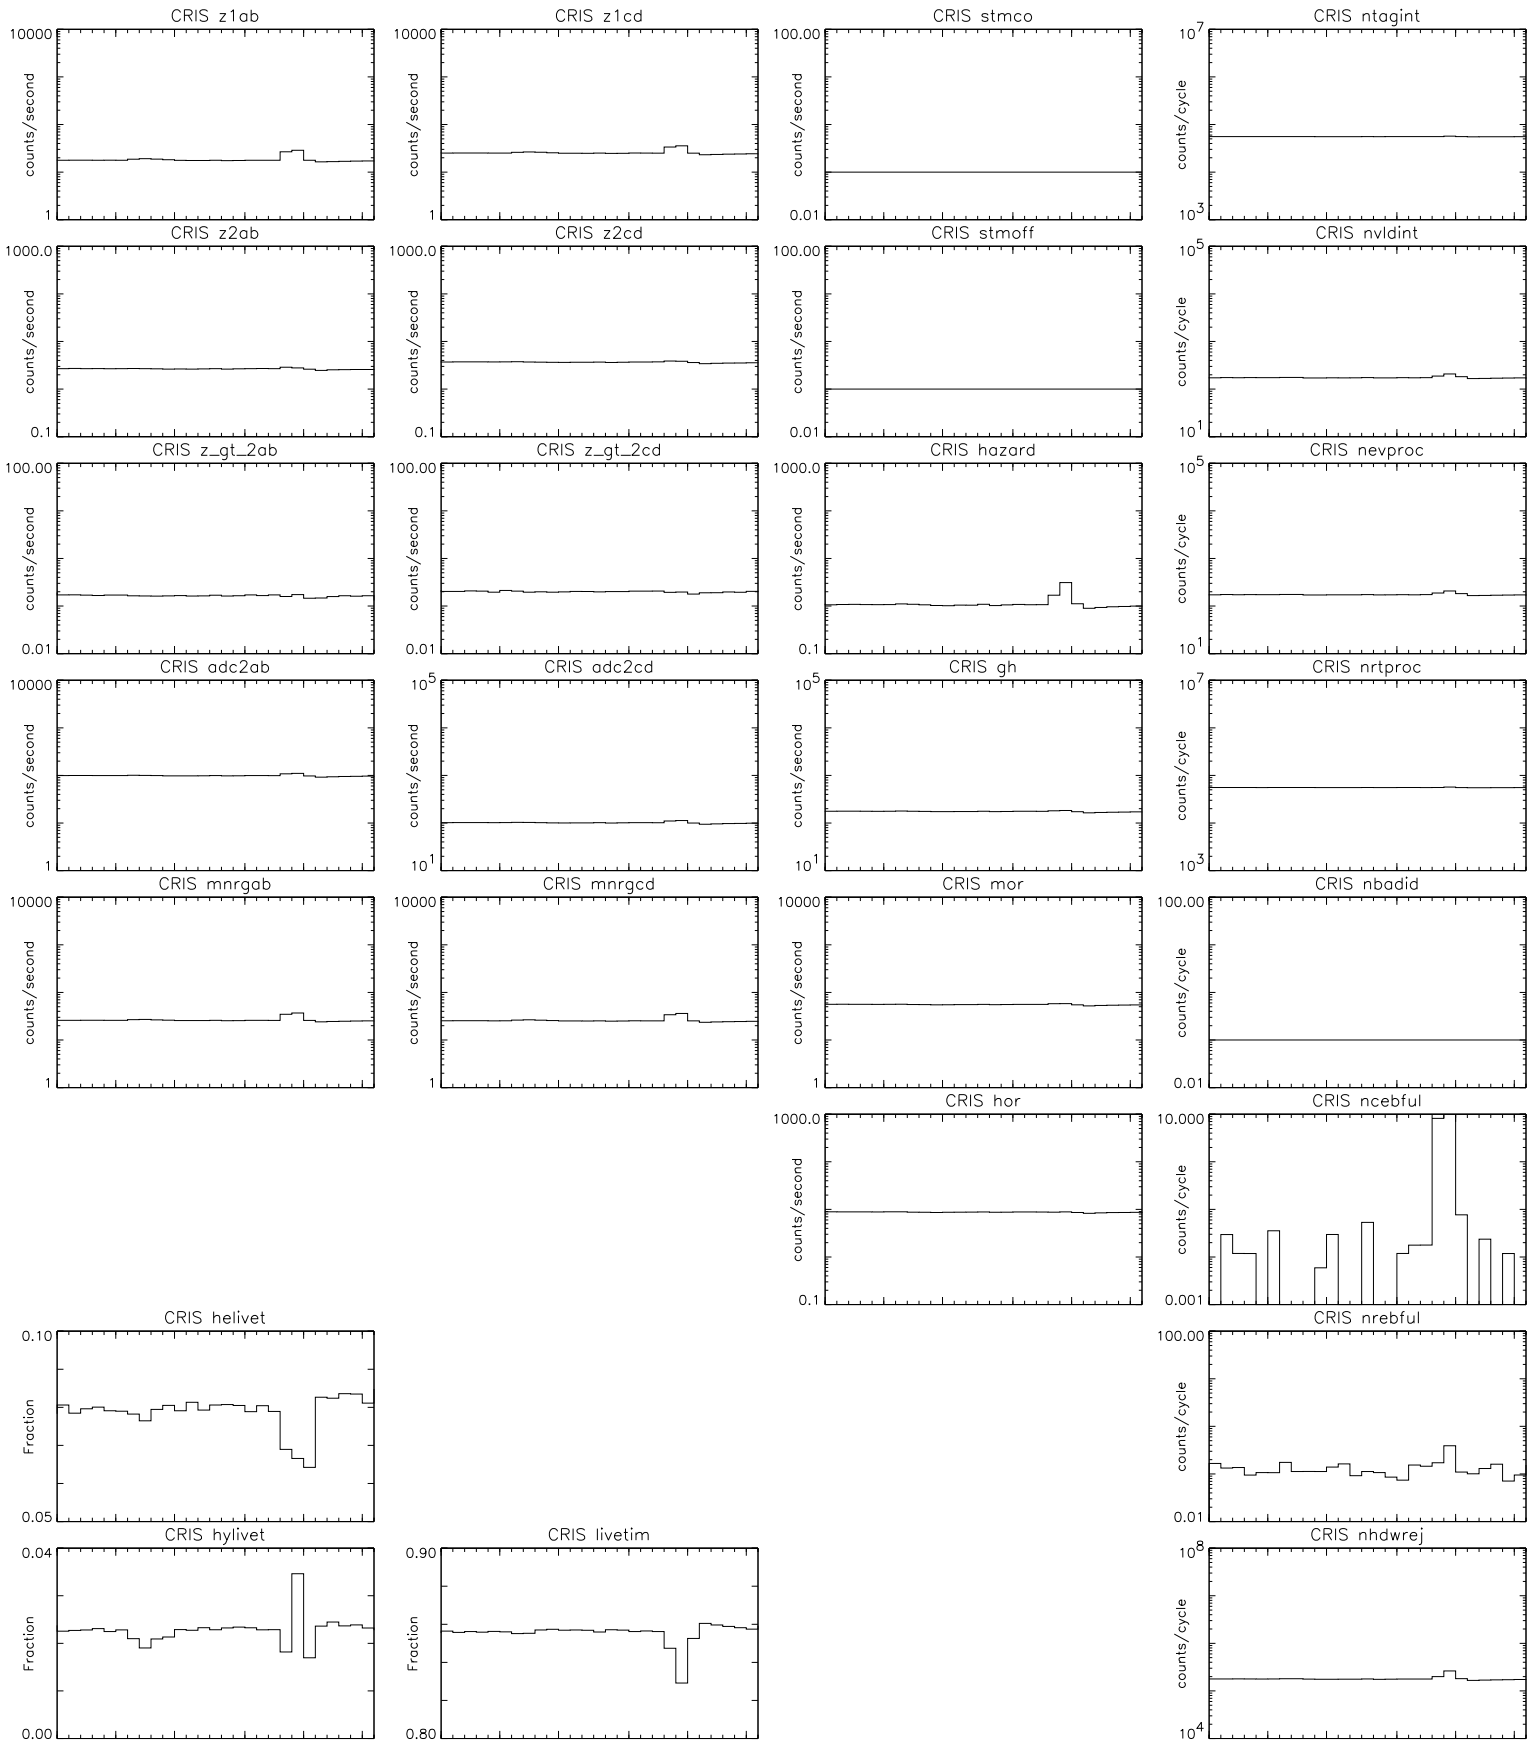 CRIS z1ab
10000
counts/second
1
CRIS z1cd
10000
counts/second
1
CRIS stmco
100.00
counts/second
0.01
CRIS ntagint
10^7
counts/cycle
10^3
CRIS z2ab
1000.0
counts/second
0.1
CRIS z2cd
1000.0
counts/second
0.1
CRIS stmoff
100.00
counts/second
0.01
CRIS nvldint
10^5
counts/cycle
10^1
CRIS z_gt_2ab
100.00
counts/second
0.01
CRIS z_gt_2cd
100.00
counts/second
0.01
CRIS hazard
1000.0
counts/second
0.1
CRIS nevproc
10^5
counts/cycle
10^1
CRIS adc2ab
10000
counts/second
1
CRIS adc2cd
10^5
counts/second
10^1
CRIS gh
10^5
counts/second
10^1
CRIS nrtproc
10^7
counts/cycle
10^3
CRIS mnrgab
10000
counts/second
1
CRIS mnrgcd
10000
counts/second
1
CRIS mor
10000
counts/second
1
CRIS nbadid
100.00
counts/cycle
0.01
CRIS hor
1000.0
counts/second
0.1
CRIS ncebful
10.000
counts/cycle
0.001
CRIS helivet
0.10
Fraction
0.05
CRIS nrebful
100.00
counts/cycle
0.01
CRIS hylivet
0.04
Fraction
0.00
CRIS livetim
0.90
Fraction
0.80
CRIS nhdwrej
10^8
counts/cycle
10^4